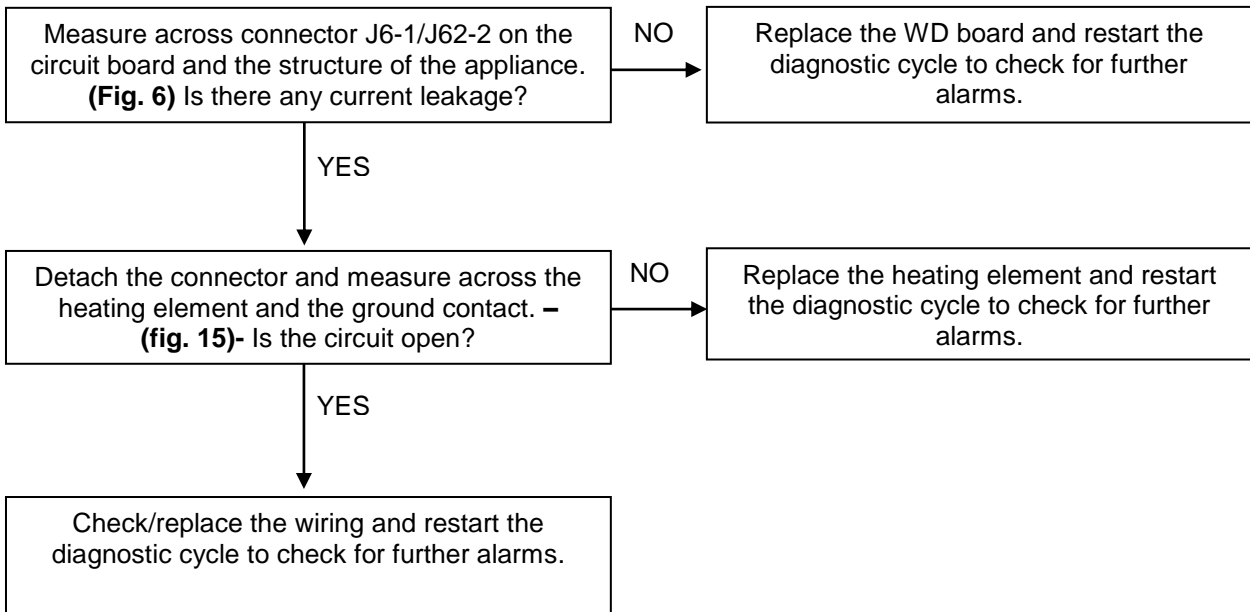 Measure across connector J6-1/J62-2 on the
circuit board and the structure of the appliance.
(Fig. 6) Is there any current leakage?
NO
Replace the WD board and restart the
diagnostic cycle to check for further
alarms.
YES
Detach the connector and measure across the
heating element and the ground contact. –
(fig. 15)- Is the circuit open?
NO
Replace the heating element and restart
the diagnostic cycle to check for further
alarms.
YES
Check/replace the wiring and restart the
diagnostic cycle to check for further alarms.